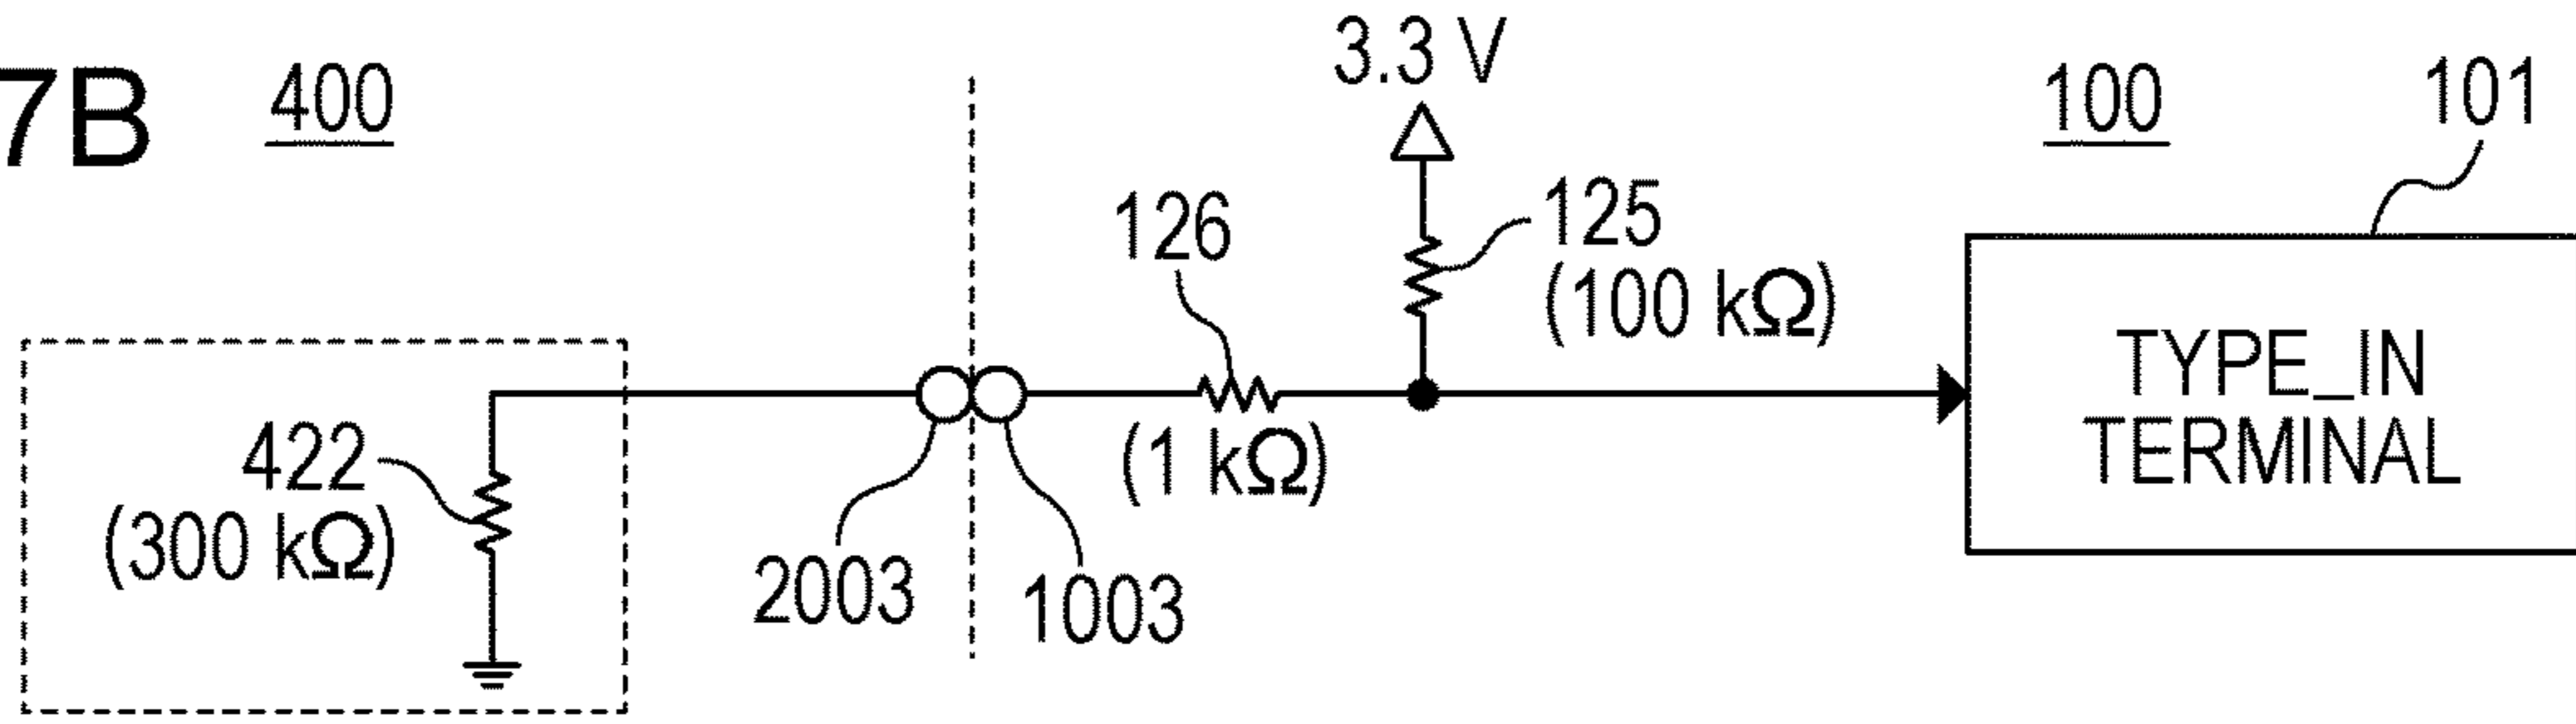 7B
400
3.3 V
100
101
126
125
(100 kΩ)
TYPE_IN
TERMINAL
422
(300 kΩ)
(1 kΩ)
2003
1003